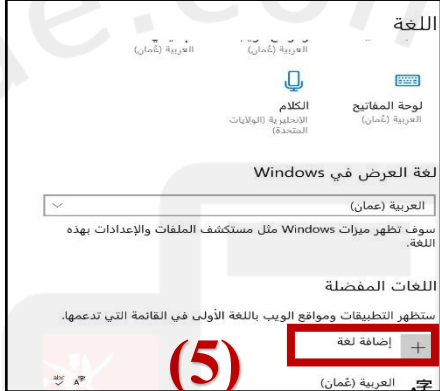 اللغة
العربية (عُمان)
العربية (عُمان)
لوحة المفاتيح
العربية (عُمان)
الكلام
الإنجليزية (الولايات
المتحدة)
لغة العرض في Windows
العربية (عمان)
سوف تظهر ميزات Windows مثل مستكشف الملفات والإعدادات بهذه
اللغة.
اللغات المفضلة
ستظهر التطبيقات ومواقع الويب باللغة الأولى في القائمة التي تدعمها.
إضافة لغة
(5)
العربية (عمان)